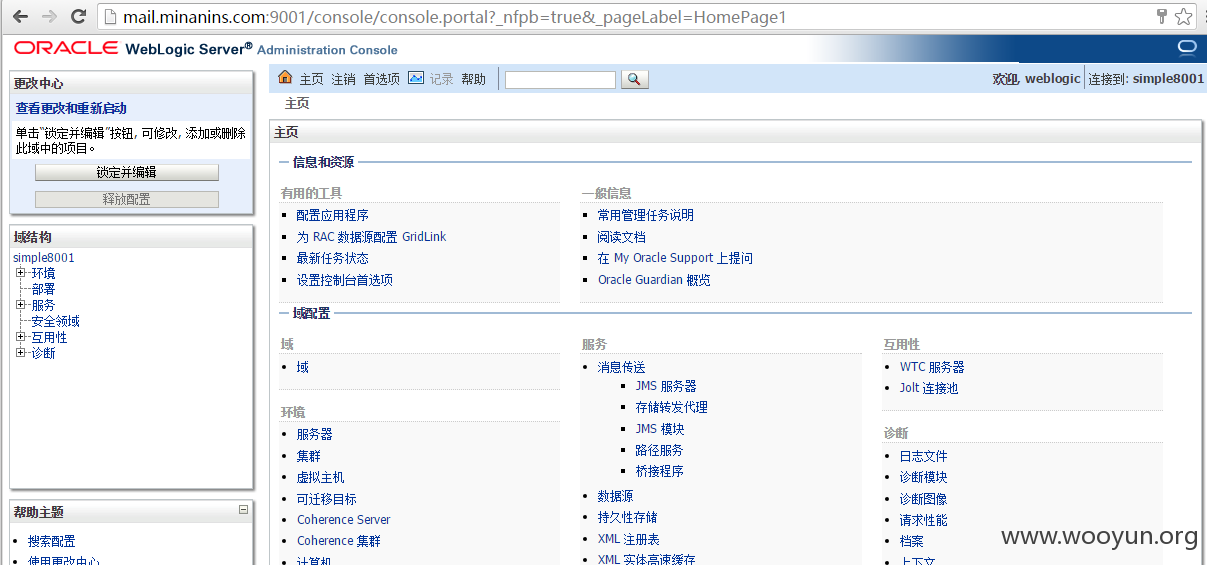 mail.minanins.com:9001/console/console.portal?_nfpb=true&_pageLabel=HomePage1
ORACLE WebLogic Server® Administration Console
更改中心
查看更改和重新启动
单击"锁定并编辑"按钮, 可修改, 添加或删除
此域中的项目。
锁定并编辑
释放配置
域结构
simple8001
环境
部署
服务
安全领域
互用性
诊断
帮助主题
搜索配置
使用更改中心
主页 注销 首选项 记录 帮助
欢迎, weblogic 连接到: simple8001
主页
主页
信息和资源
有用的工具
配置应用程序
为 RAC 数据源配置 GridLink
最新任务状态
设置控制台首选项
一般信息
常用管理任务说明
阅读文档
在 My Oracle Support 上提问
Oracle Guardian 概览
域配置
域
域
环境
服务器
集群
虚拟主机
可迁移目标
Coherence Server
Coherence 集群
计算机
服务
消息传送
JMS 服务器
存储转发代理
JMS 模块
路径服务
桥接程序
数据源
持久性存储
XML 注册表
XML 实体高速缓存
互用性
WTC 服务器
Jolt 连接池
诊断
日志文件
诊断模块
诊断图像
请求性能
档案
上下文
www.wooyun.org